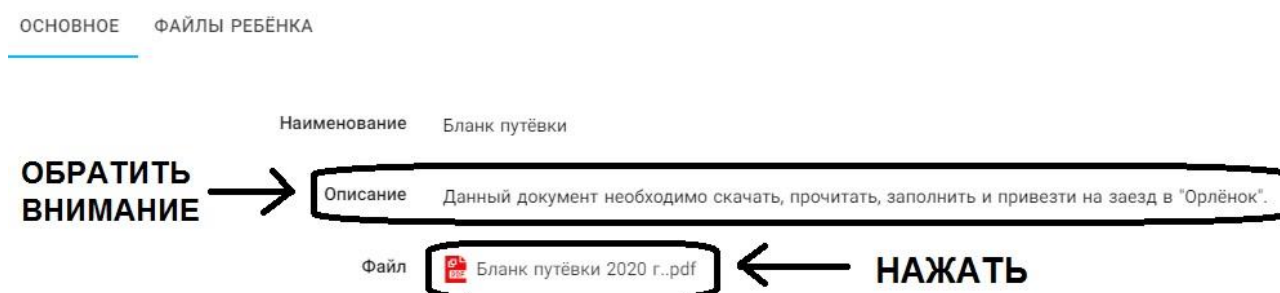 ОСНОВНОЕ ФАЙЛЫ РЕБЁНКА
Наименование Бланк путёвки
ОБРАТИТЬ ВНИМАНИЕ
Описание Данный документ необходимо скачать, прочитать, заполнить и привезти на заезд в "Орлёнок".
Файл Бланк путёвки 2020 г..pdf НАЖАТЬ